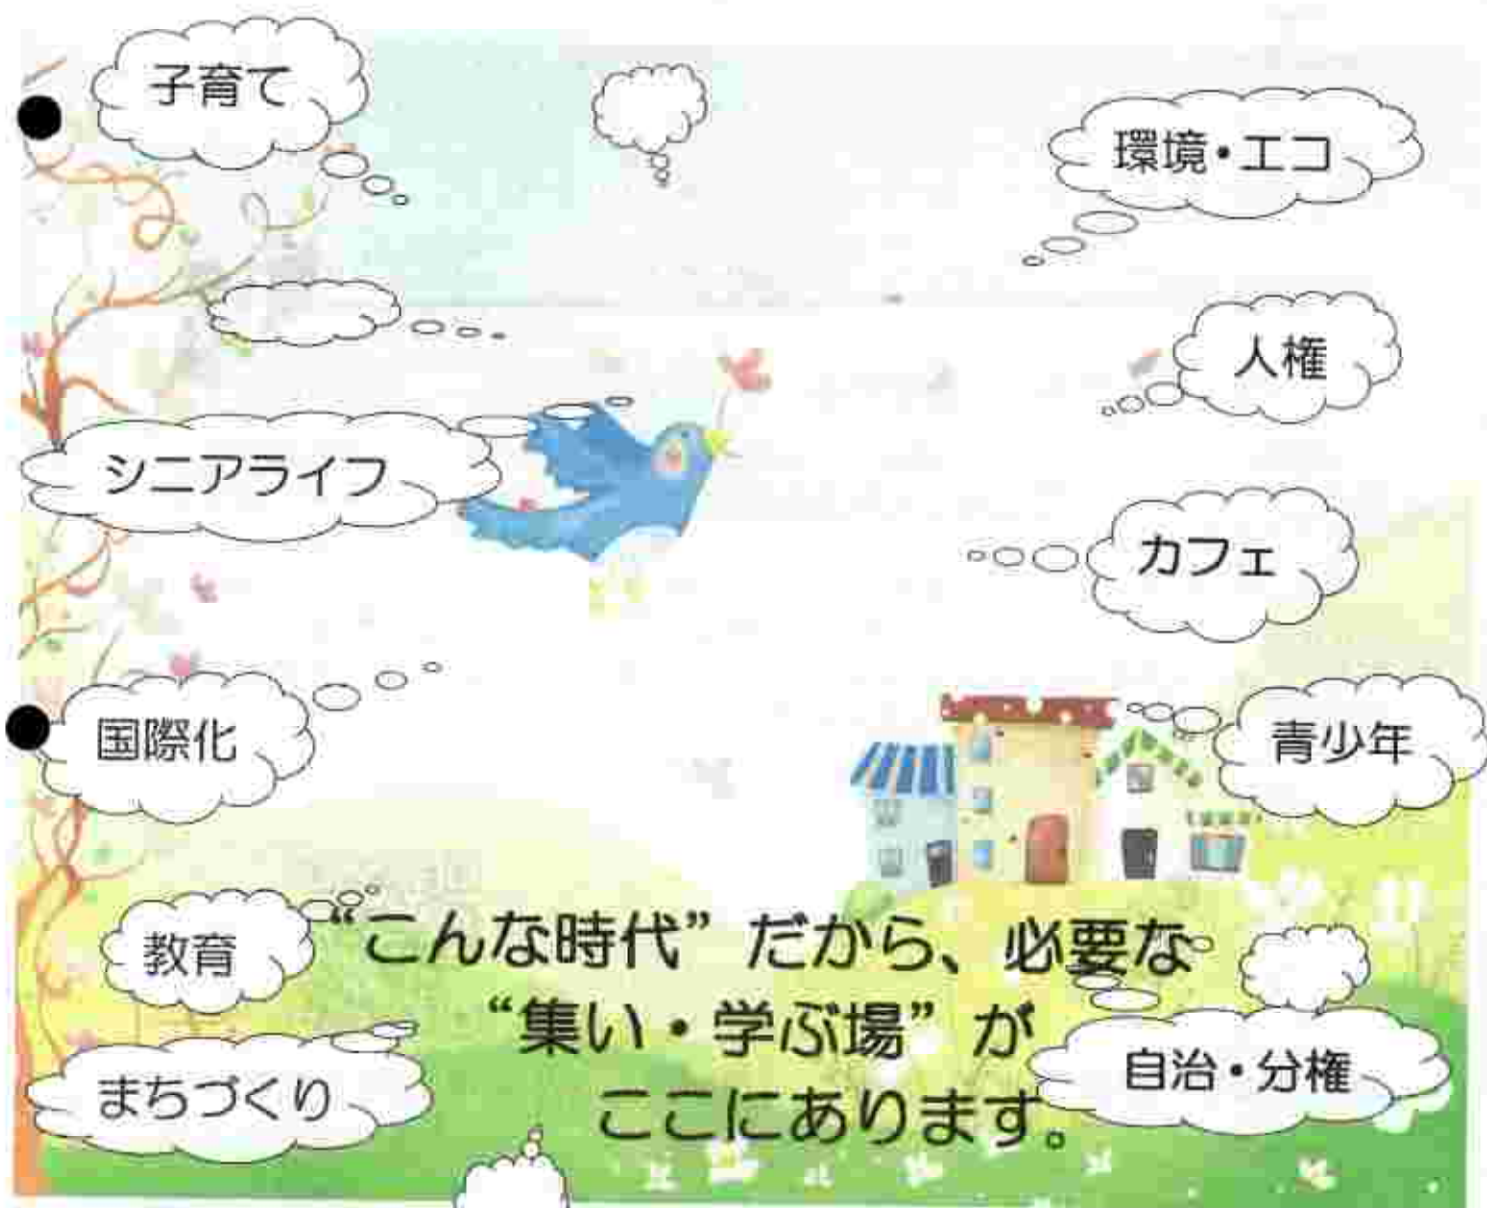 子育て
環境・エコ
人権
シニアライフ
カフェ
国際化
青少年
教育
“こんな時代”だから、必要な
“集い・学ぶ場”が
ここにあります。
自治・分権
まちづくり